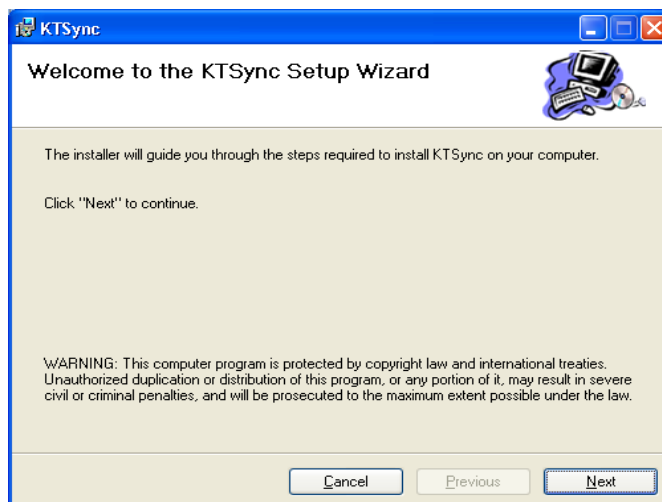 KTSync
Welcome to the KTSync Setup Wizard
The installer will guide you through the steps required to install KTSync on your computer.
Click "Next" to continue.
WARNING: This computer program is protected by copyright law and international treaties.
Unauthorized duplication or distribution of this program, or any portion of it, may result in severe
civil or criminal penalties, and will be prosecuted to the maximum extent possible under the law.
Cancel Previous Next